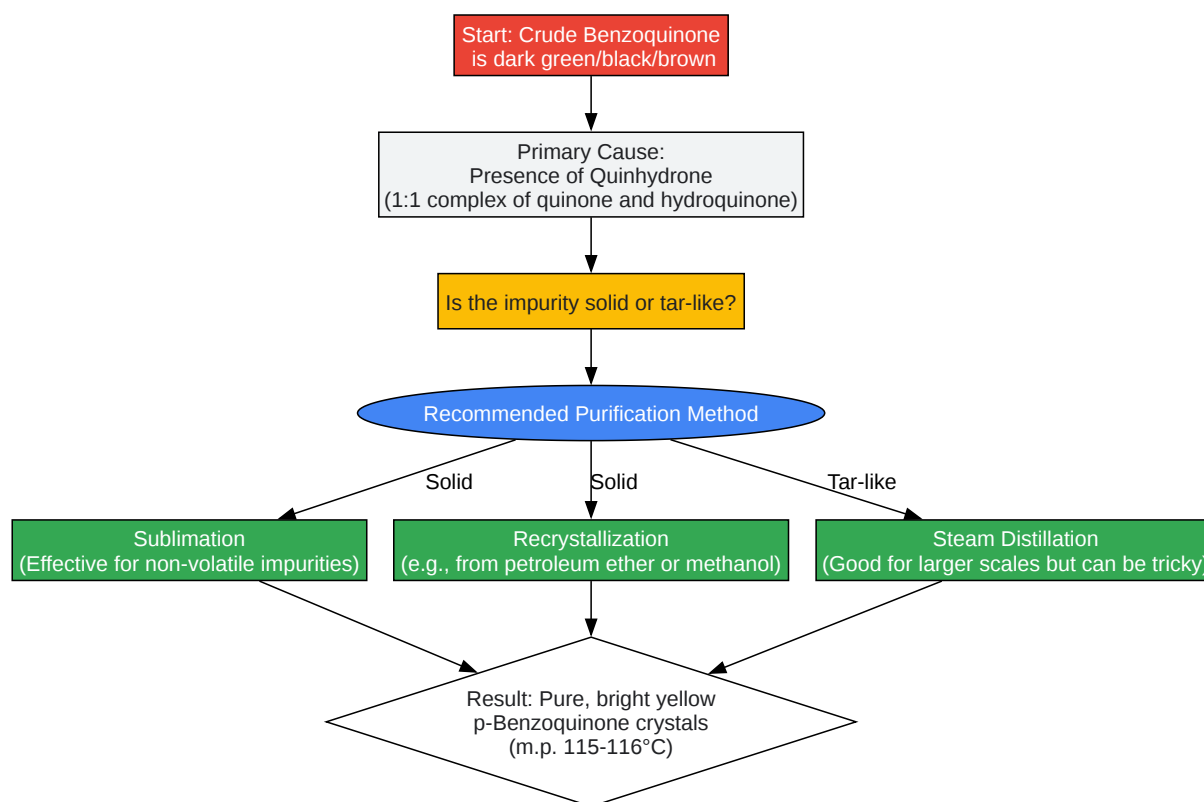 Start: Crude Benzoquinone
is dark green/black/brown
Primary Cause:
Presence of Quinhydrone
(1:1 complex of quinone and hydroquinone)
Is the impurity solid or tar-like?
Recommended Purification Method
Solid
Solid
Tar-like
Sublimation
(Effective for non-volatile impurities)
Recrystallization
(e.g., from petroleum ether or methanol)
Steam Distillation
(Good for larger scales but can be tricky)
Result: Pure, bright yellow
p-Benzoquinone crystals
(m.p. 115-116°C)